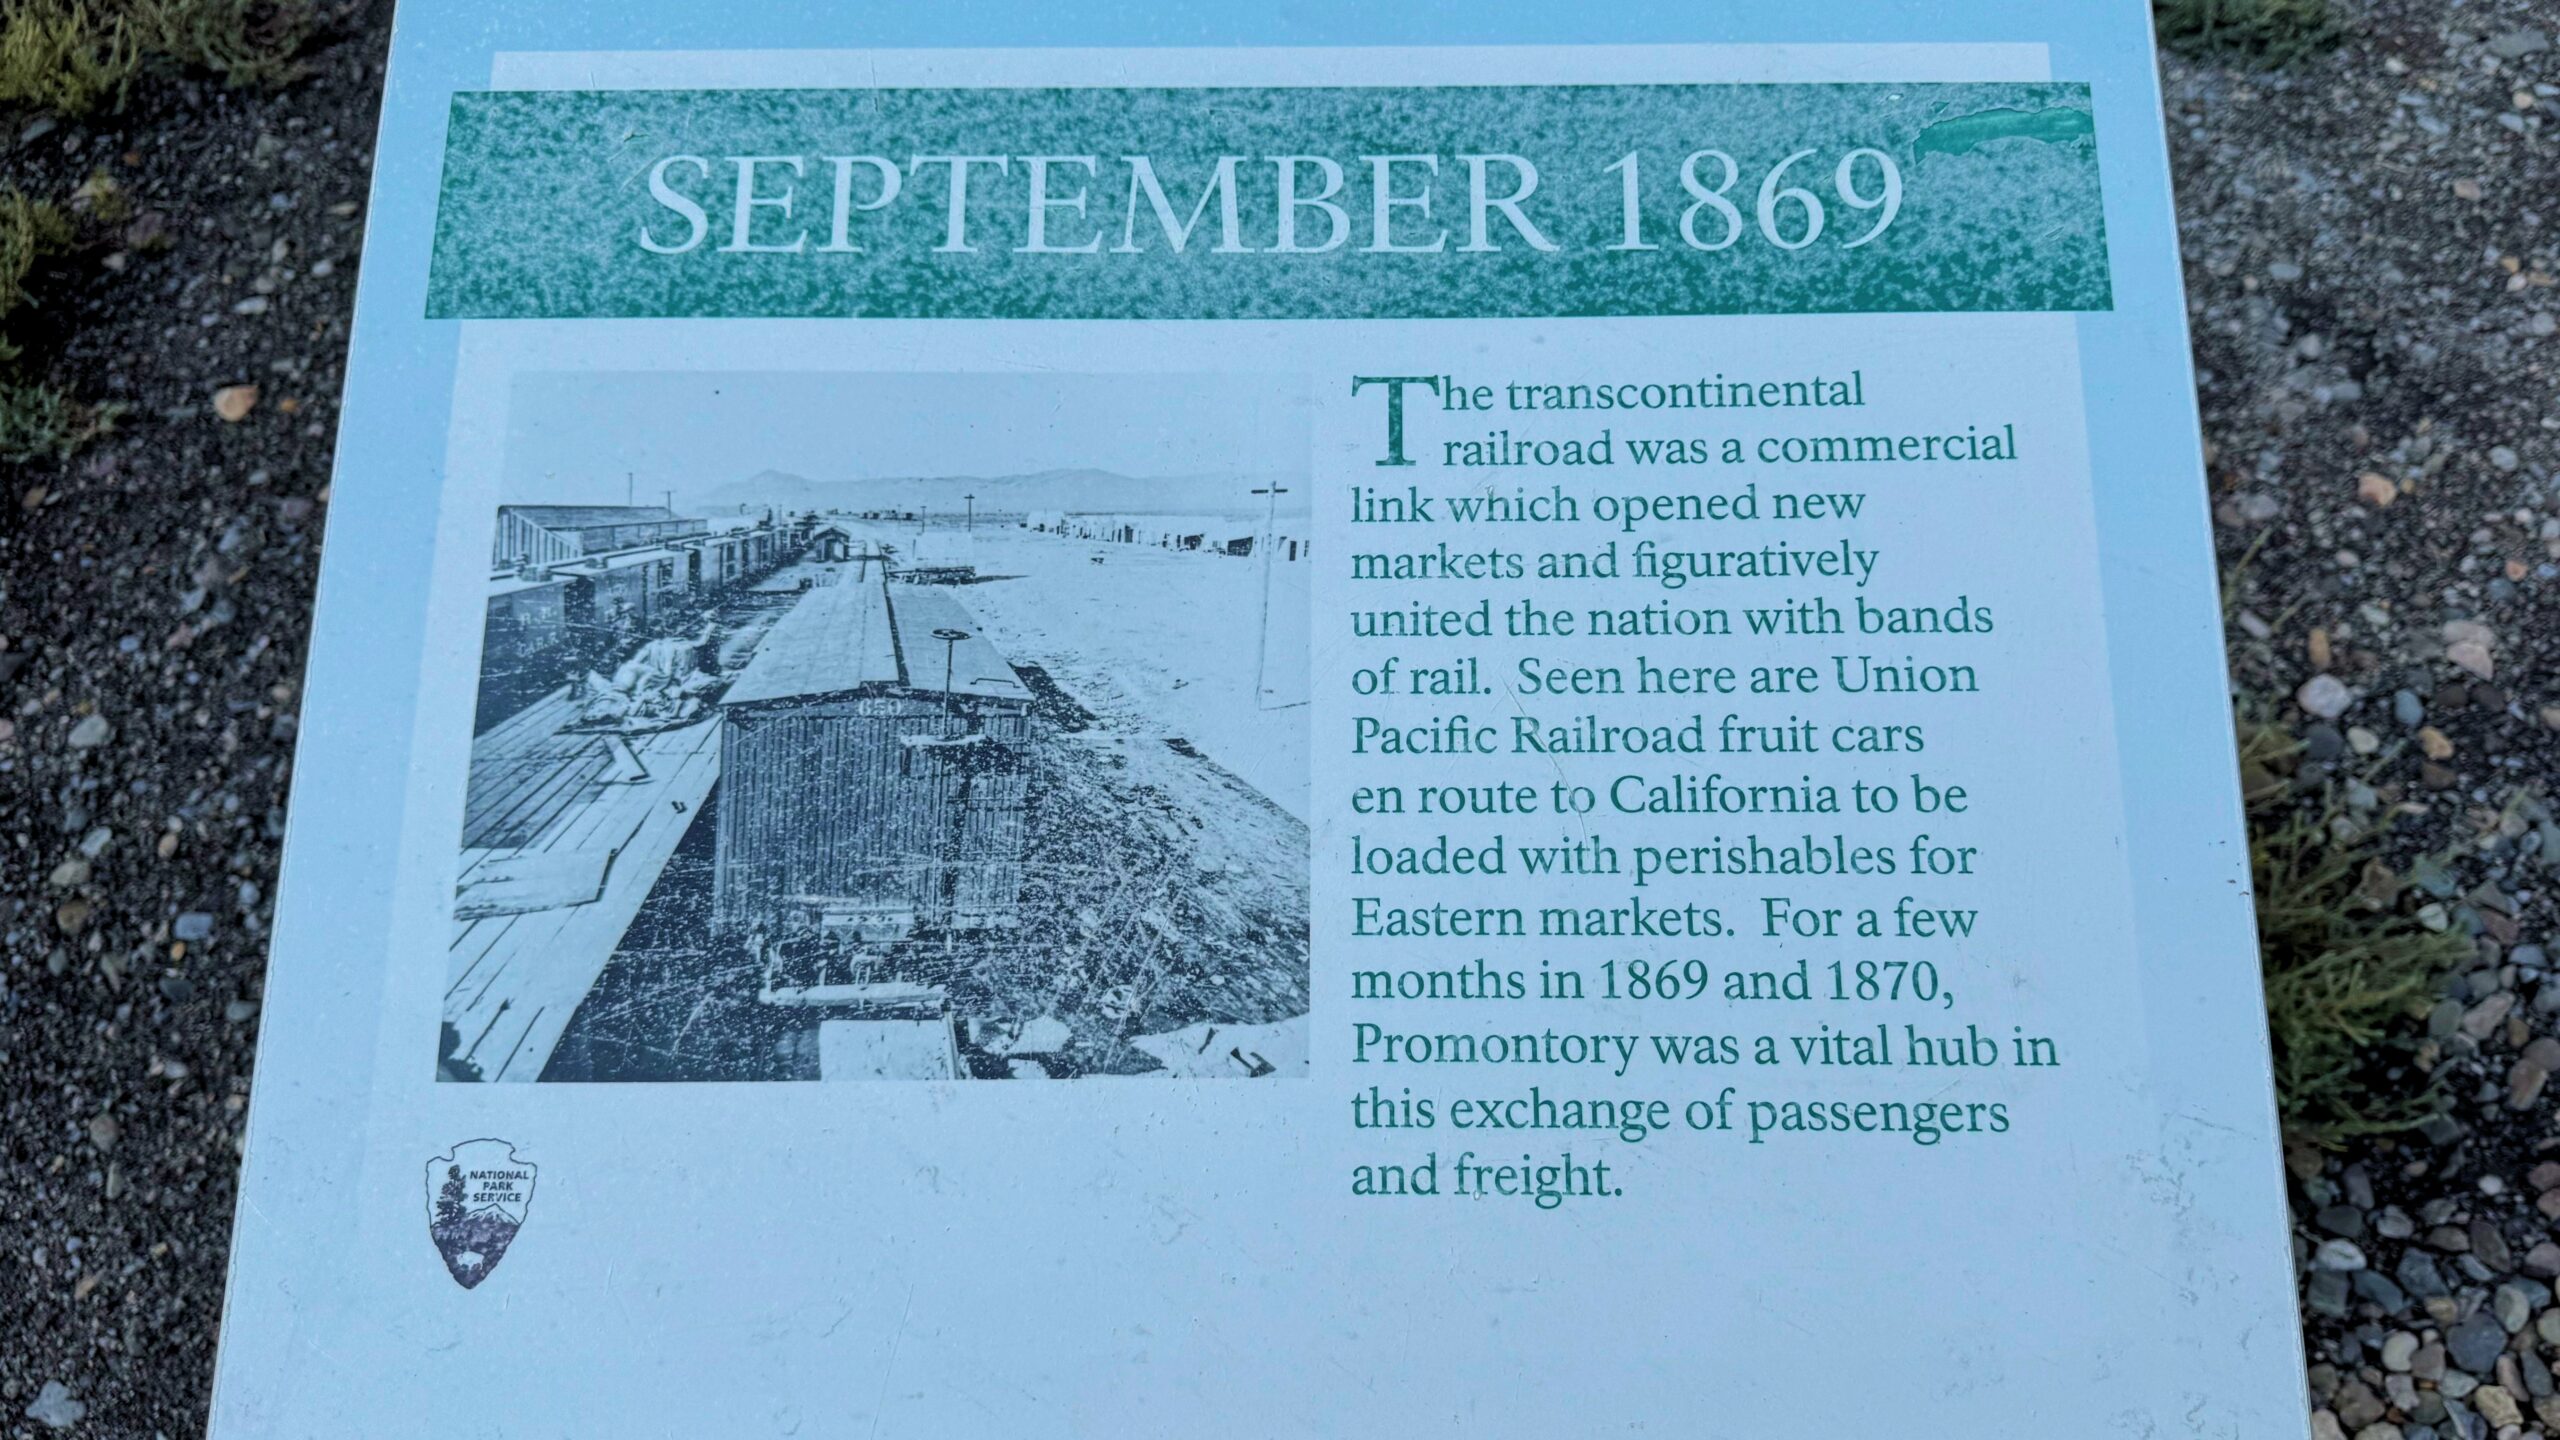 SEPTEMBER 1869
The transcontinental
railroad was a commercial
link which opened new
markets and figuratively
united the nation with bands
of rail. Seen here are Union
Pacific Railroad fruit cars
en route to California to be
loaded with perishables for
Eastern markets. For a few
months in 1869 and 1870,
Promontory was a vital hub in
this exchange of passengers
and freight.
NATIONAL
PARK
SERVICE